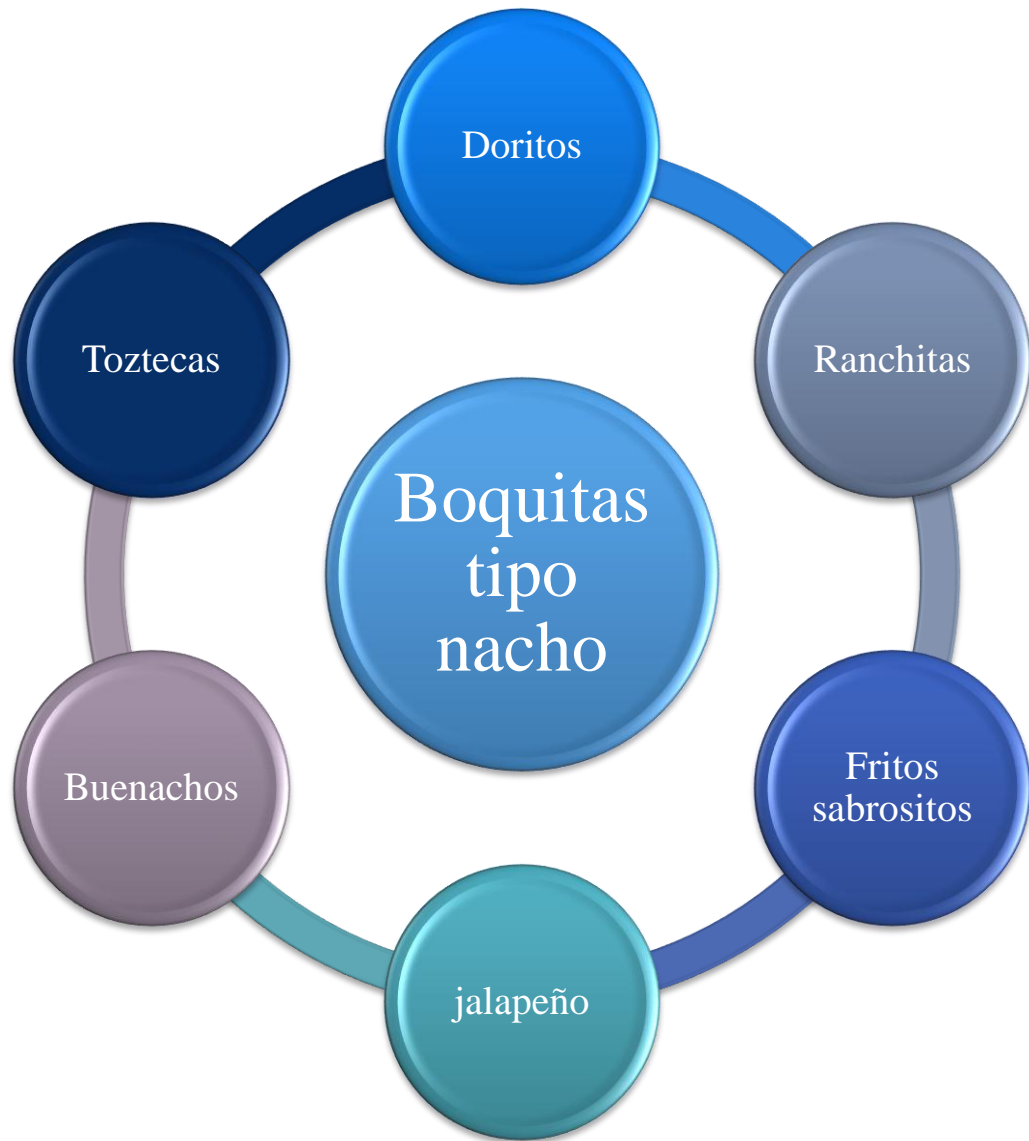 Doritos
Toztecas
Ranchitas
Boquitas
tipo
nacho
Buenachos
Fritos
sabrositos
jalapeño